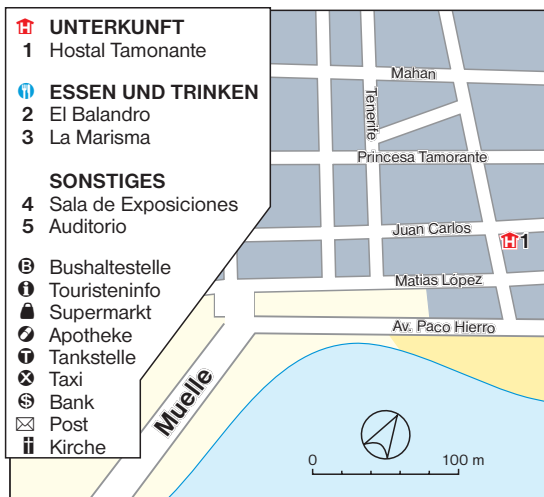 UNTERKUNFT
1 Hostal Tamonante
ESSEN UND TRINKEN
2 El Balandro
3 La Marisma
SONSTIGES
4 Sala de Exposiciones
5 Auditorio
B Bushaltestelle
i Touristeninfo
Supermarkt
Apotheke
T Tankstelle
X Taxi
$ Bank
Post
Kirche
Mahan
Tenerife
Princesa Tamorante
Juan Carlos
H 1
Matias López
Av. Paco Hierro
Muelle
0 100 m